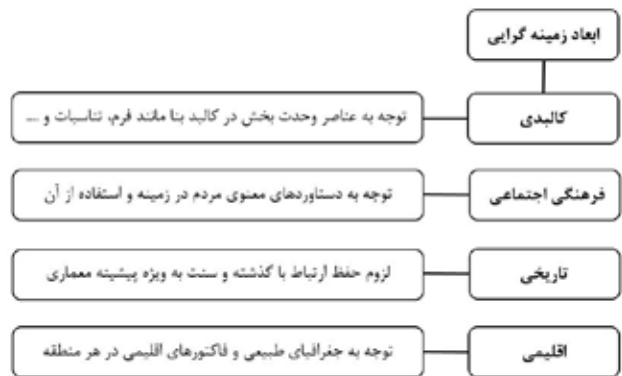 ابعاد زمینه گرایی
کالبدی
توجه به عناصر وحدت بخش در کالبد بنا مانند فرم، تناسبات و ...
فرهنگی اجتماعی
توجه به دستاوردهای معنوی مردم در زمینه و استفاده از آن
تاریخی
لزوم حفظ ارتباط با گذشته و سنت به ویژه پیشینه معماری
اقلیمی
توجه به جغرافیای طبیعی و فاکتورهای اقلیمی در هر منطقه